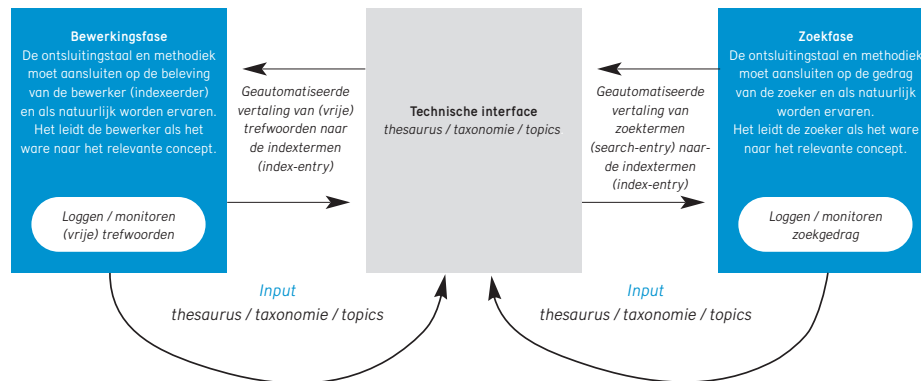 Bewerkingsfase
De ontsluitingstaal en methodiek
moet aansluiten op de beleving
van de bewerker (indexeerder)
en als natuurlijk worden ervaren.
Het leidt de bewerker als het
ware naar het relevante concept.
Loggen / monitoren
(vrije) trefwoorden
Geautomatiseerde
vertaling van (vrije)
trefwoorden naar
de indextermen
(index-entry)
Technische interface
thesaurus / taxonomie / topics
Geautomatiseerde
vertaling van
zoektermen
(search-entry) naar-
de indextermen
(index-entry)
Zoekfase
De ontsluitingstaal en methodiek
moet aansluiten op de gedrag
van de zoeker en als natuurlijk
worden ervaren.
Het leidt de zoeker als het ware
naar het relevante concept.
Loggen / monitoren
zoekgedrag
Input
thesaurus / taxonomie / topics
Input
thesaurus / taxonomie / topics